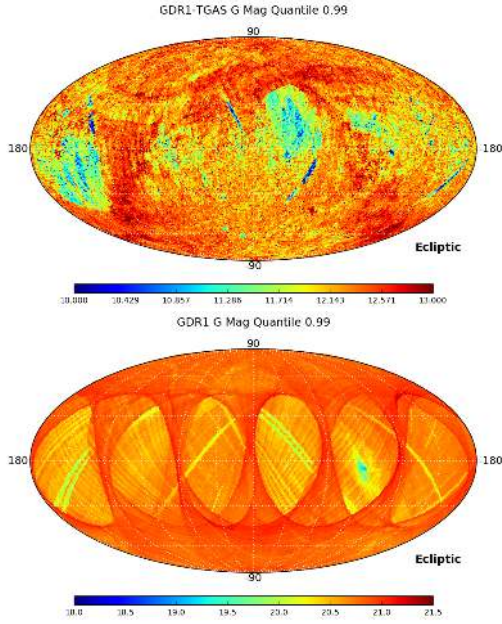 GDR1-TGAS G Mag Quantile 0.99
90
180
180
Ecliptic
90
10.000 10.429 10.857 11.286 11.714 12.143 12.571 13.000
GDR1 G Mag Quantile 0.99
90
180
180
Ecliptic
90
18.0 18.5 19.0 19.5 20.0 20.5 21.0 21.5